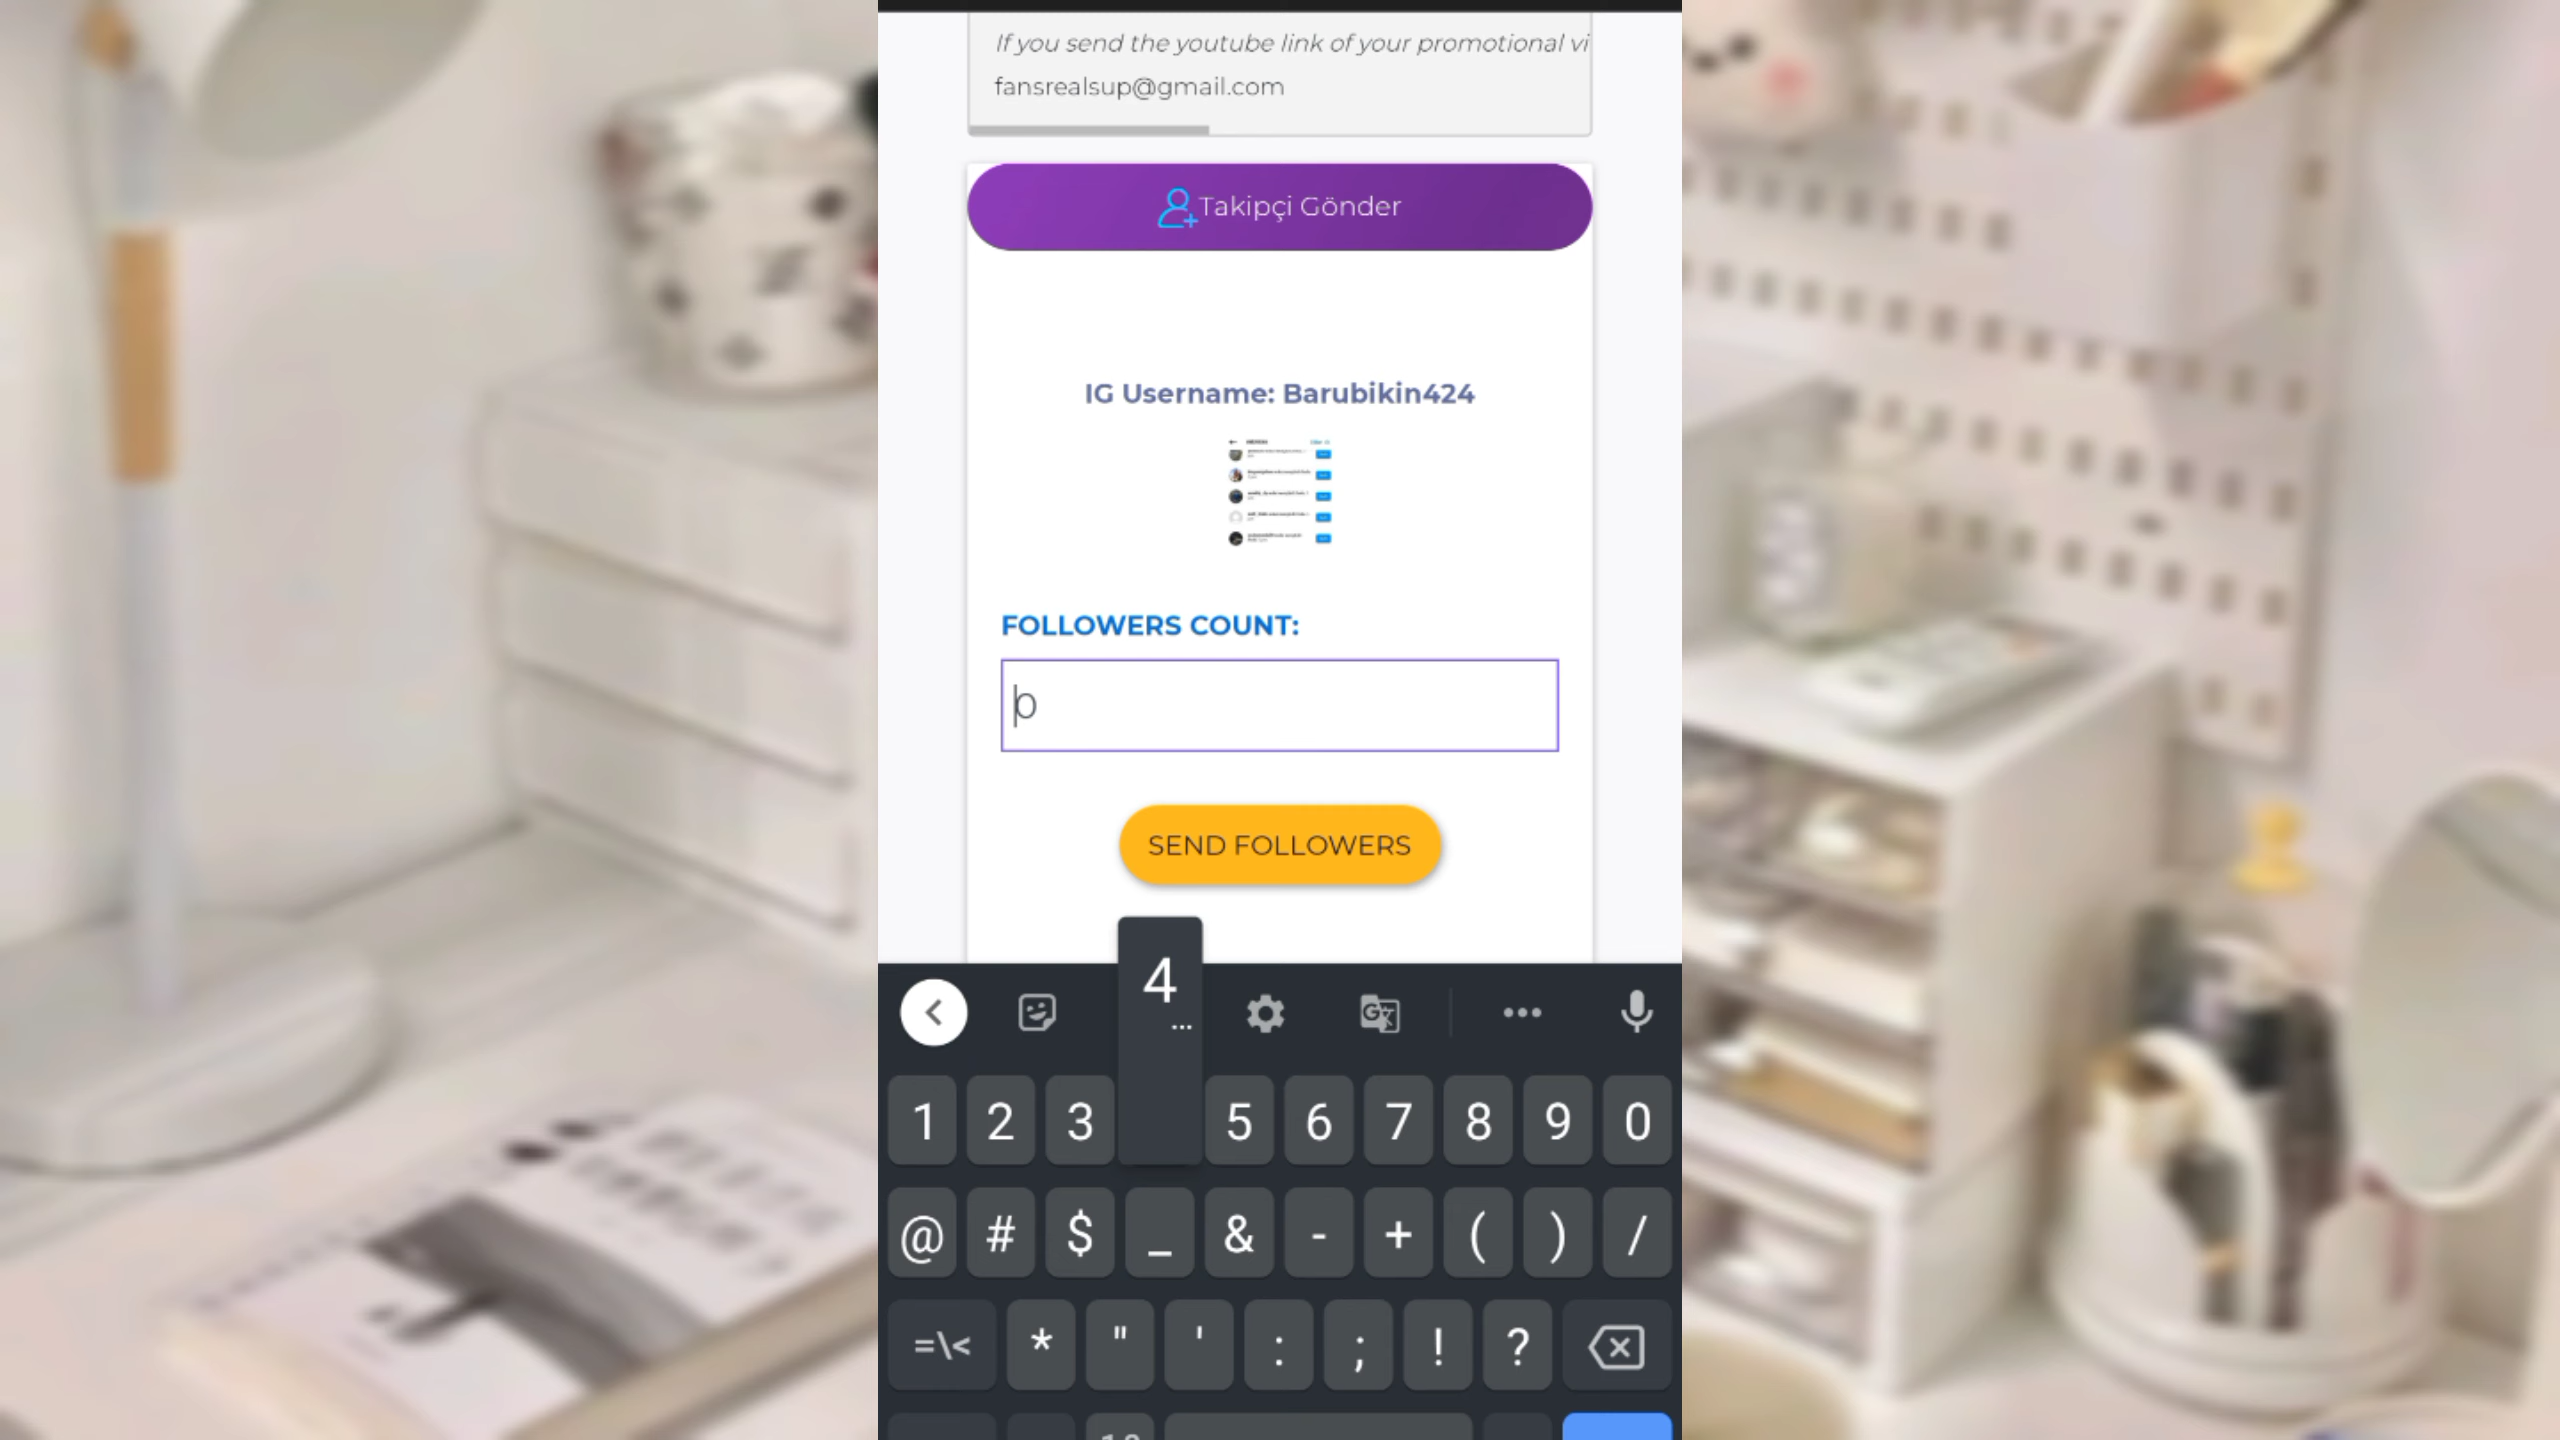 If you send the youtube link of your promotional vi
fansrealsup@gmail.com
Takipçi Gönder
IG Username: Barubikin424
FOLLOWERS COUNT:
0
SEND FOLLOWERS
4
...
1 2 3 5 6 7 8 9 0
@ # $ _ & - + ( ) /
=\< * " ' : ; ! ?